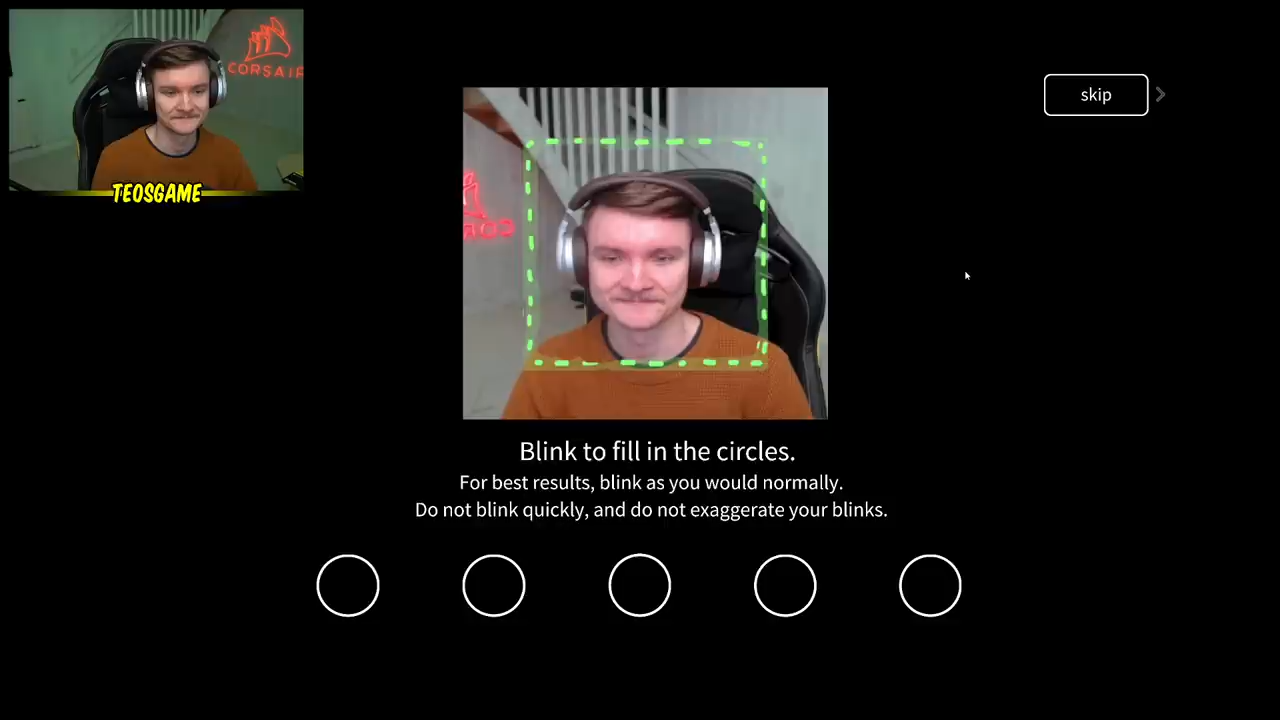 CORSAIR
TEOSGAME
skip
Blink to fill in the circles.
For best results, blink as you would normally.
Do not blink quickly, and do not exaggerate your blinks.